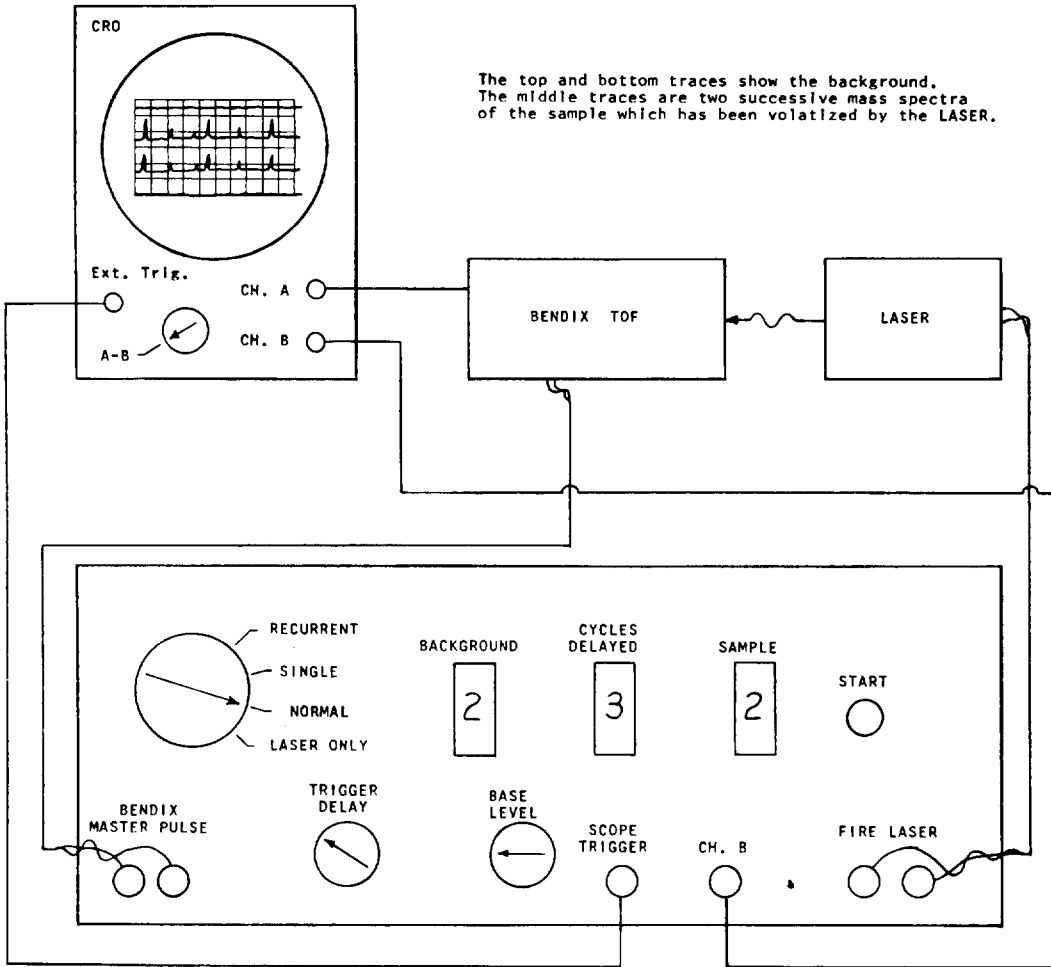 CRO
The top and bottom traces show the background.
The middle traces are two successive mass spectra
of the sample which has been volatized by the LASER.
Ext. Trig.
CH. A
A-B
CH. B
BENDIX TOF
LASER
RECURRENT
SINGLE
NORMAL
LASER ONLY
BACKGROUND
2
CYCLES
DELAYED
3
SAMPLE
2
START
BENDIX
MASTER PULSE
TRIGGER
DELAY
BASE
LEVEL
SCOPE
TRIGGER
CH. B
FIRE LASER